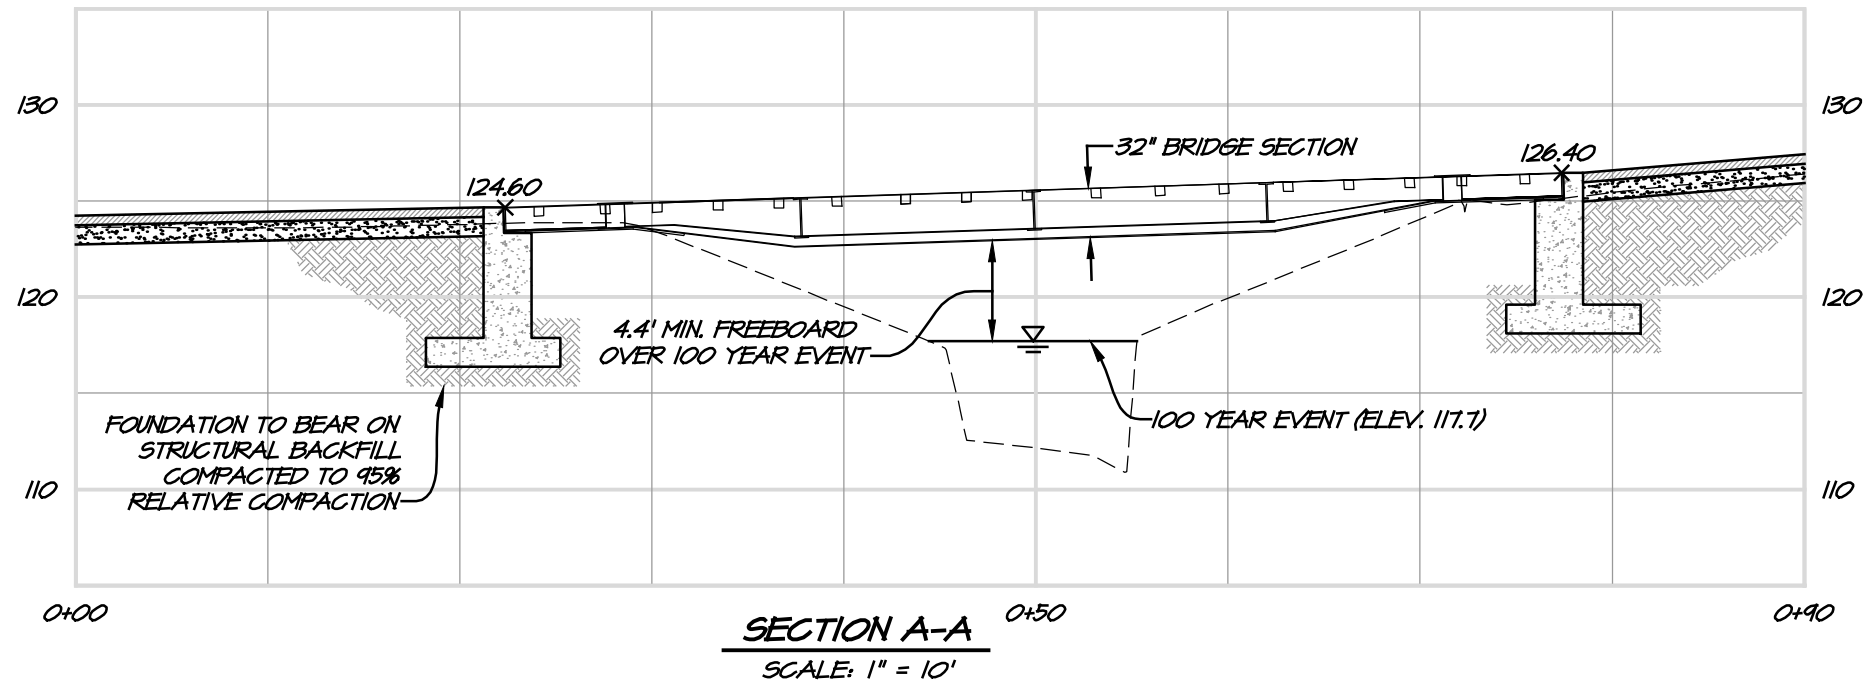 130
130
32" BRIDGE SECTION
126.40
124.60
120
120
4.4' MIN. FREEBOARD
OVER 100 YEAR EVENT
100 YEAR EVENT (ELEV. 117.7)
FOUNDATION TO BEAR ON
STRUCTURAL BACKFILL
COMPACTED TO 95%
RELATIVE COMPACTION
110
110
0+00
0+50
0+90
SECTION A-A
SCALE: 1" = 10'